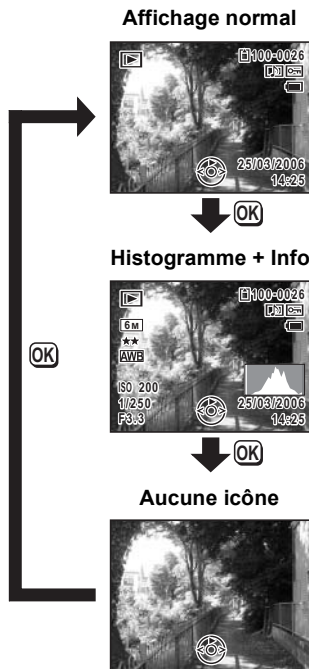 Affichage normal
100-0026
25/03/2006
14:25
OK
Histogramme + Info
100-0026
6M
AWB
ISO 200
1/250
F3.3
25/03/2006
14:25
OK
OK
Aucune icône